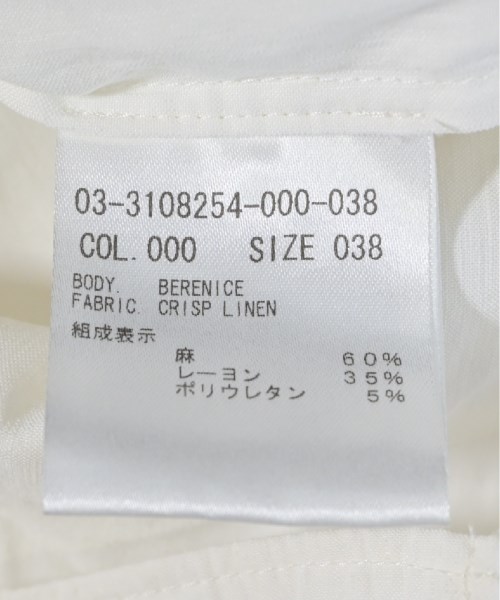 03-3108254-000-038
COL. 000 SIZE 038
BODY. BERENICE
FABRIC. CRISP LINEN
組成表示
麻 60%
レーヨン 35%
ポリウレタン 5%